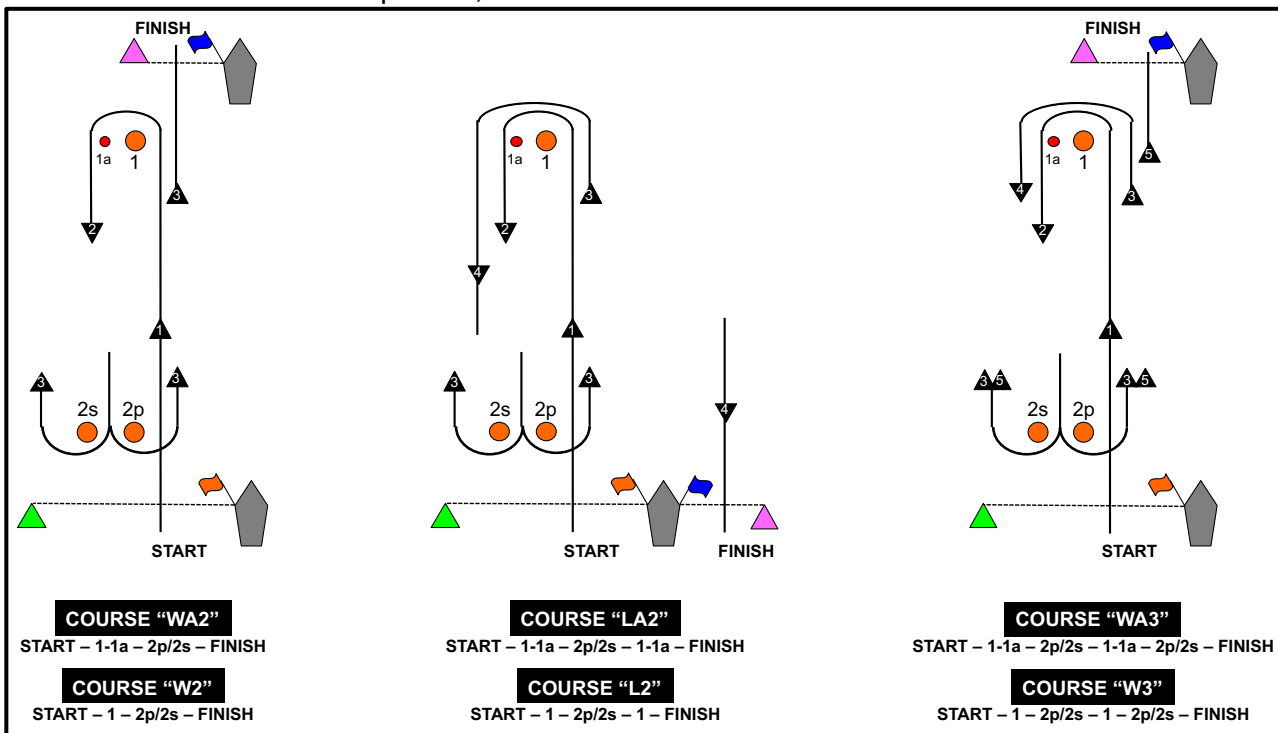 FINISH
1a
1
2
3
1
3
3
2s
2p
START
COURSE “WA2”
START – 1-1a – 2p/2s – FINISH
COURSE “W2”
START – 1 – 2p/2s – FINISH
1a
1
3
2
4
1
3
3
4
2s
2p
START
FINISH
COURSE “LA2”
START – 1-1a – 2p/2s – 1-1a – FINISH
COURSE “L2”
START – 1 – 2p/2s – 1 – FINISH
FINISH
1a
1
5
4
3
2
1
3 5
3 5
2s
2p
START
COURSE “WA3”
START – 1-1a – 2p/2s – 1-1a – 2p/2s – FINISH
COURSE “W3”
START – 1 – 2p/2s – 1 – 2p/2s – FINISH